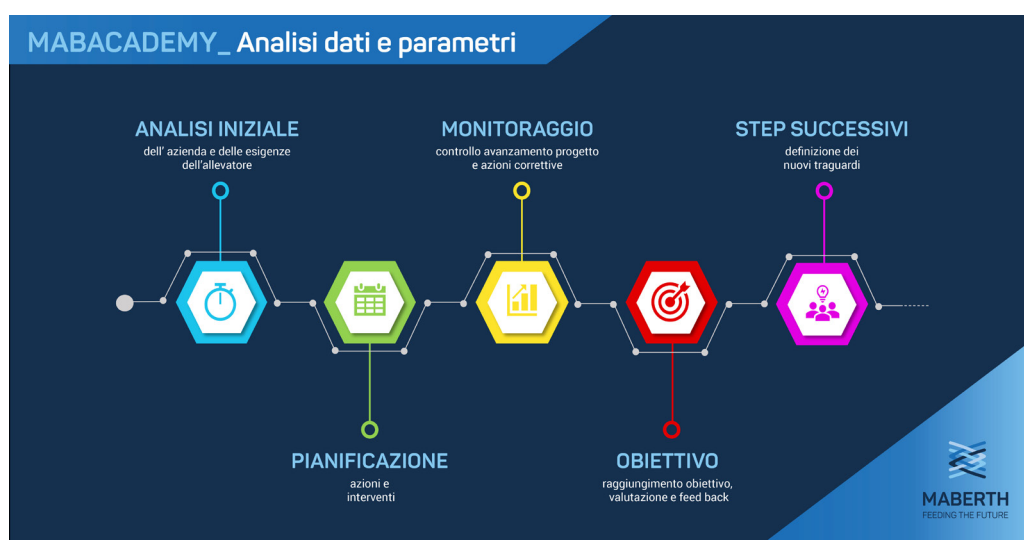 MABACADEMY_ Analisi dati e parametri
ANALISI INIZIALE
dell' azienda e delle esigenze
dell'allevatore
MONITORAGGIO
controllo avanzamento progetto
e azioni correttive
STEP SUCCESSIVI
definizione dei
nuovi traguardi
PIANIFICAZIONE
azioni e
interventi
OBIETTIVO
raggiungimento obiettivo,
valutazione e feed back
MABERTH
FEEDING THE FUTURE